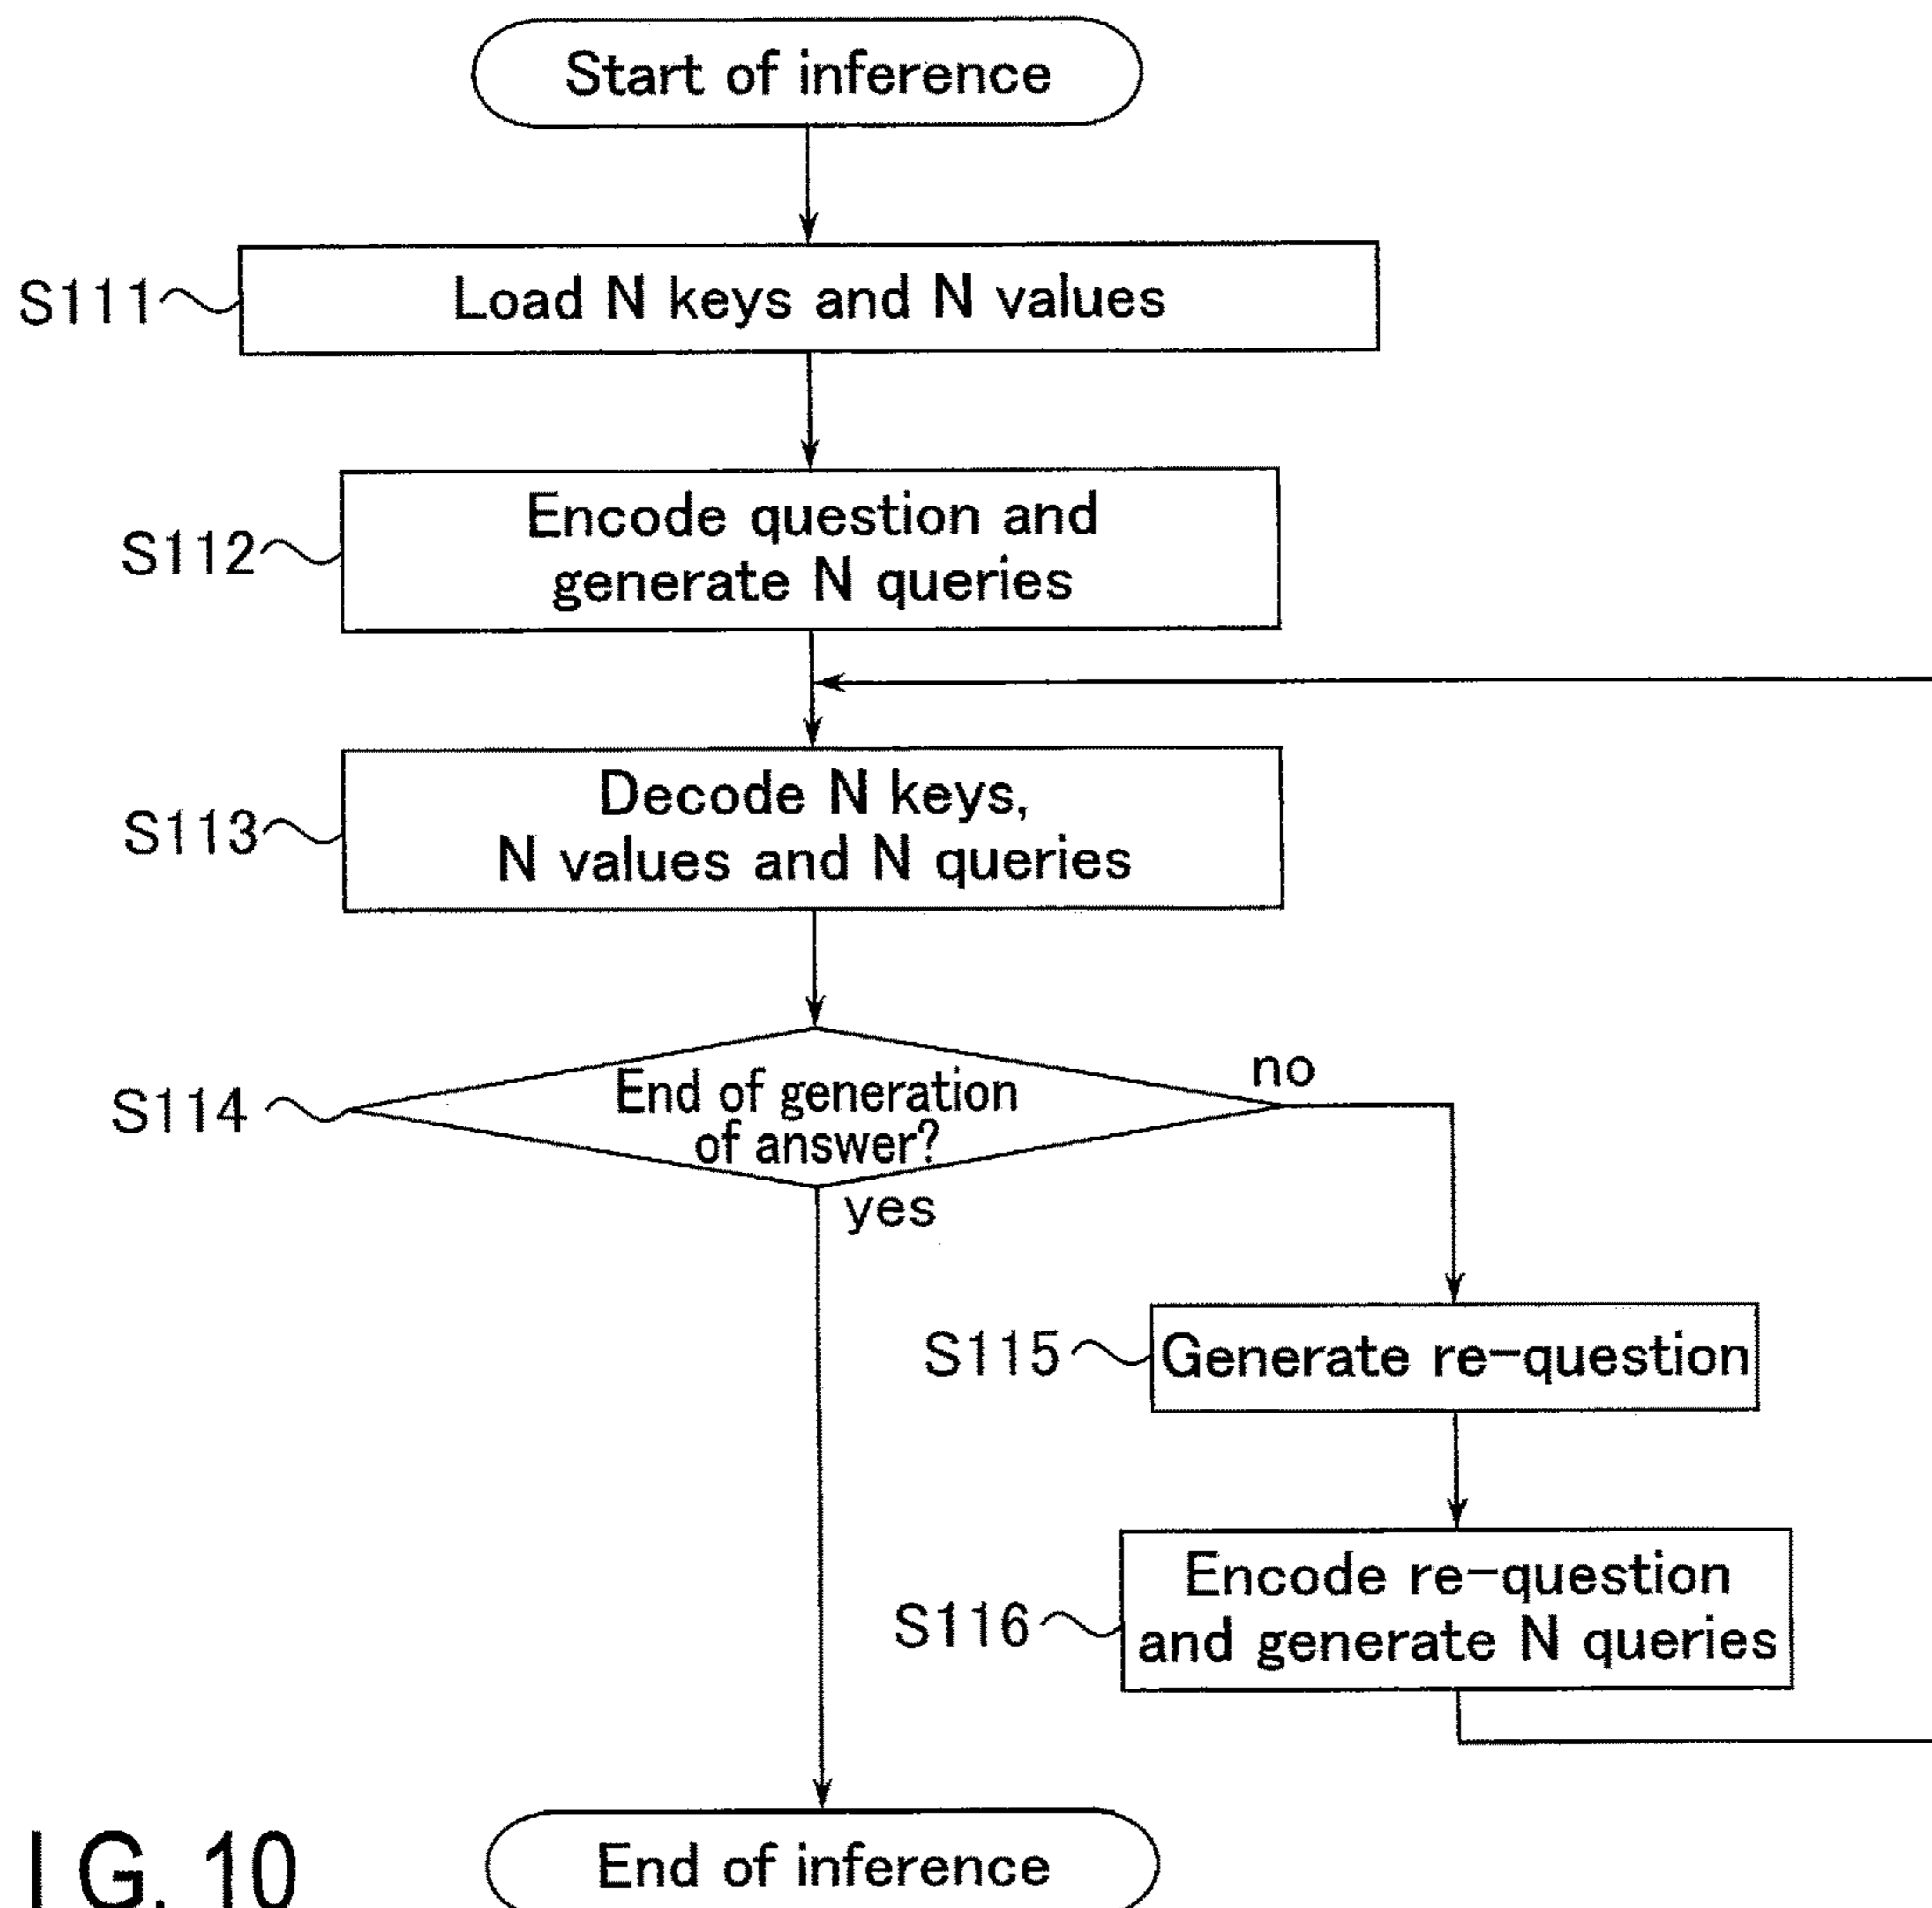 Start of inference
S111
Load N keys and N values
S112
Encode question and
generate N queries
S113
Decode N keys,
N values and N queries
S114
End of generation
of answer?
no
yes
S115
Generate re-question
S116
Encode re-question
and generate N queries
I G. 10
End of inference